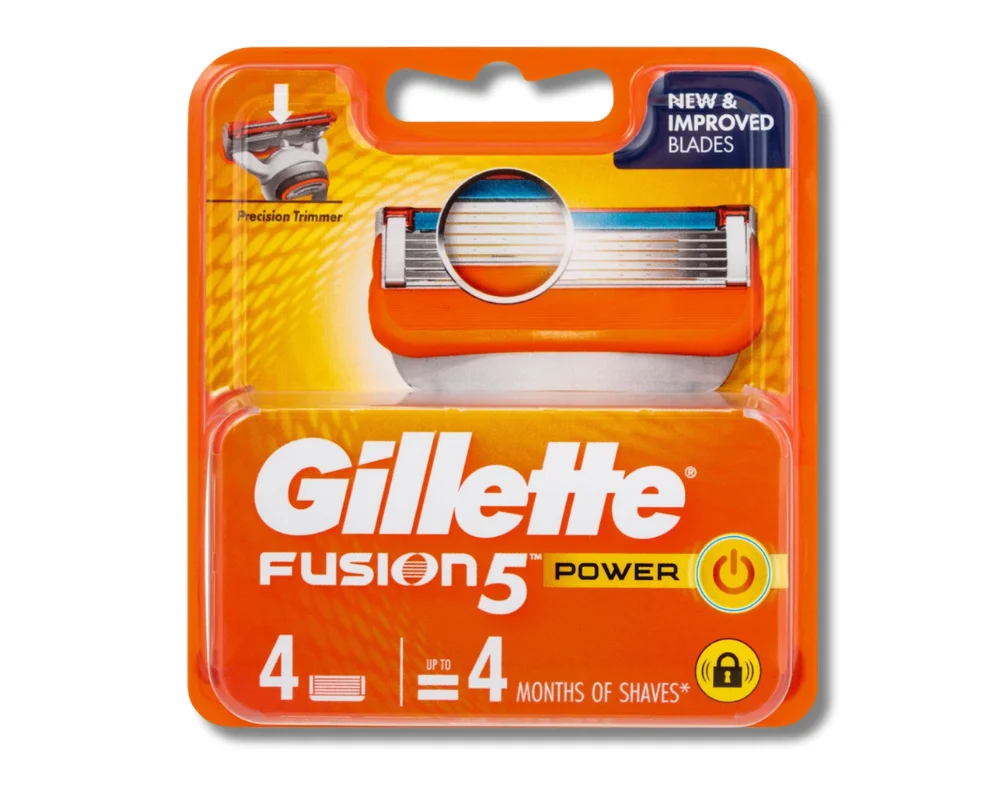 NEW &
IMPROVED
BLADES
Precision Trimmer
Gillette®
FUSION5™ POWER
4 UP TO = 4 MONTHS OF SHAVES*